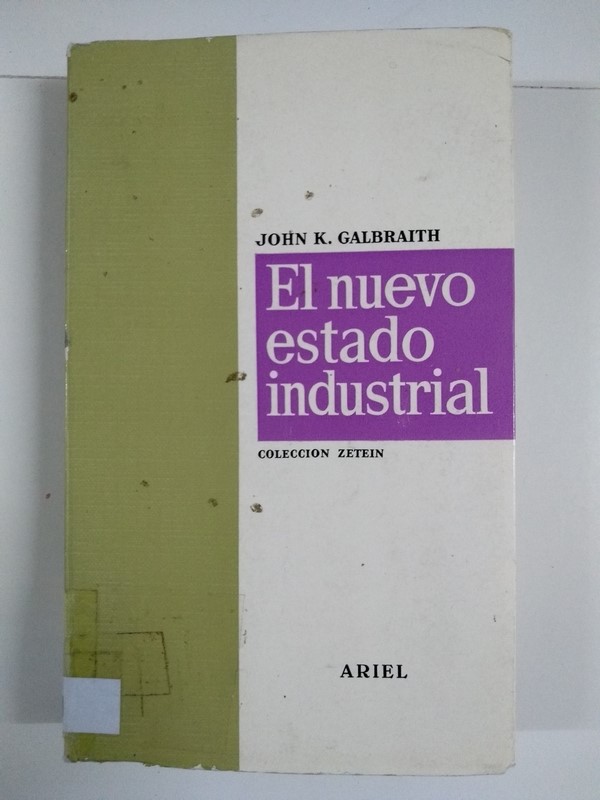 JOHN K. GALBRAITH
El nuevo
estado
industrial
COLECCION ZETEIN
ARIEL